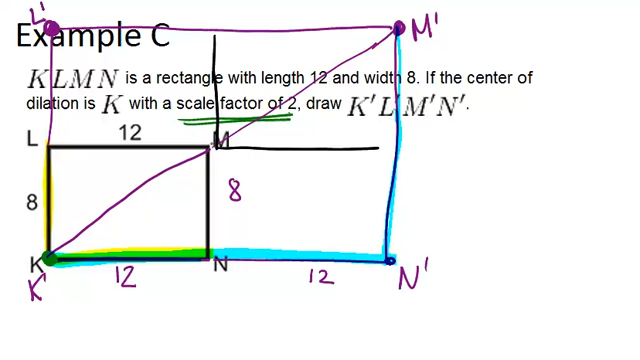 L'
M'
Example C
KLMN is a rectangle with length 12 and width 8. If the center of
dilation is K with a scale factor of 2, draw K'L'M'N'.
L 12 M
8 8
K N
K' 12 12 N'